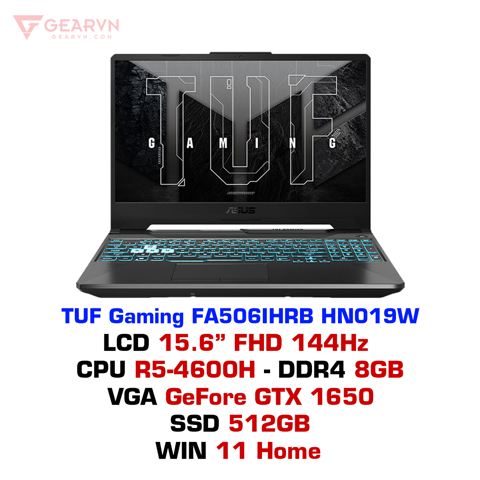 GEARVN
GEARVN.COM
TUF
GAMING
ASUS
TUF Gaming FA506IHRB HN019W
LCD 15.6” FHD 144Hz
CPU R5-4600H - DDR4 8GB
VGA GeFore GTX 1650
SSD 512GB
WIN 11 Home